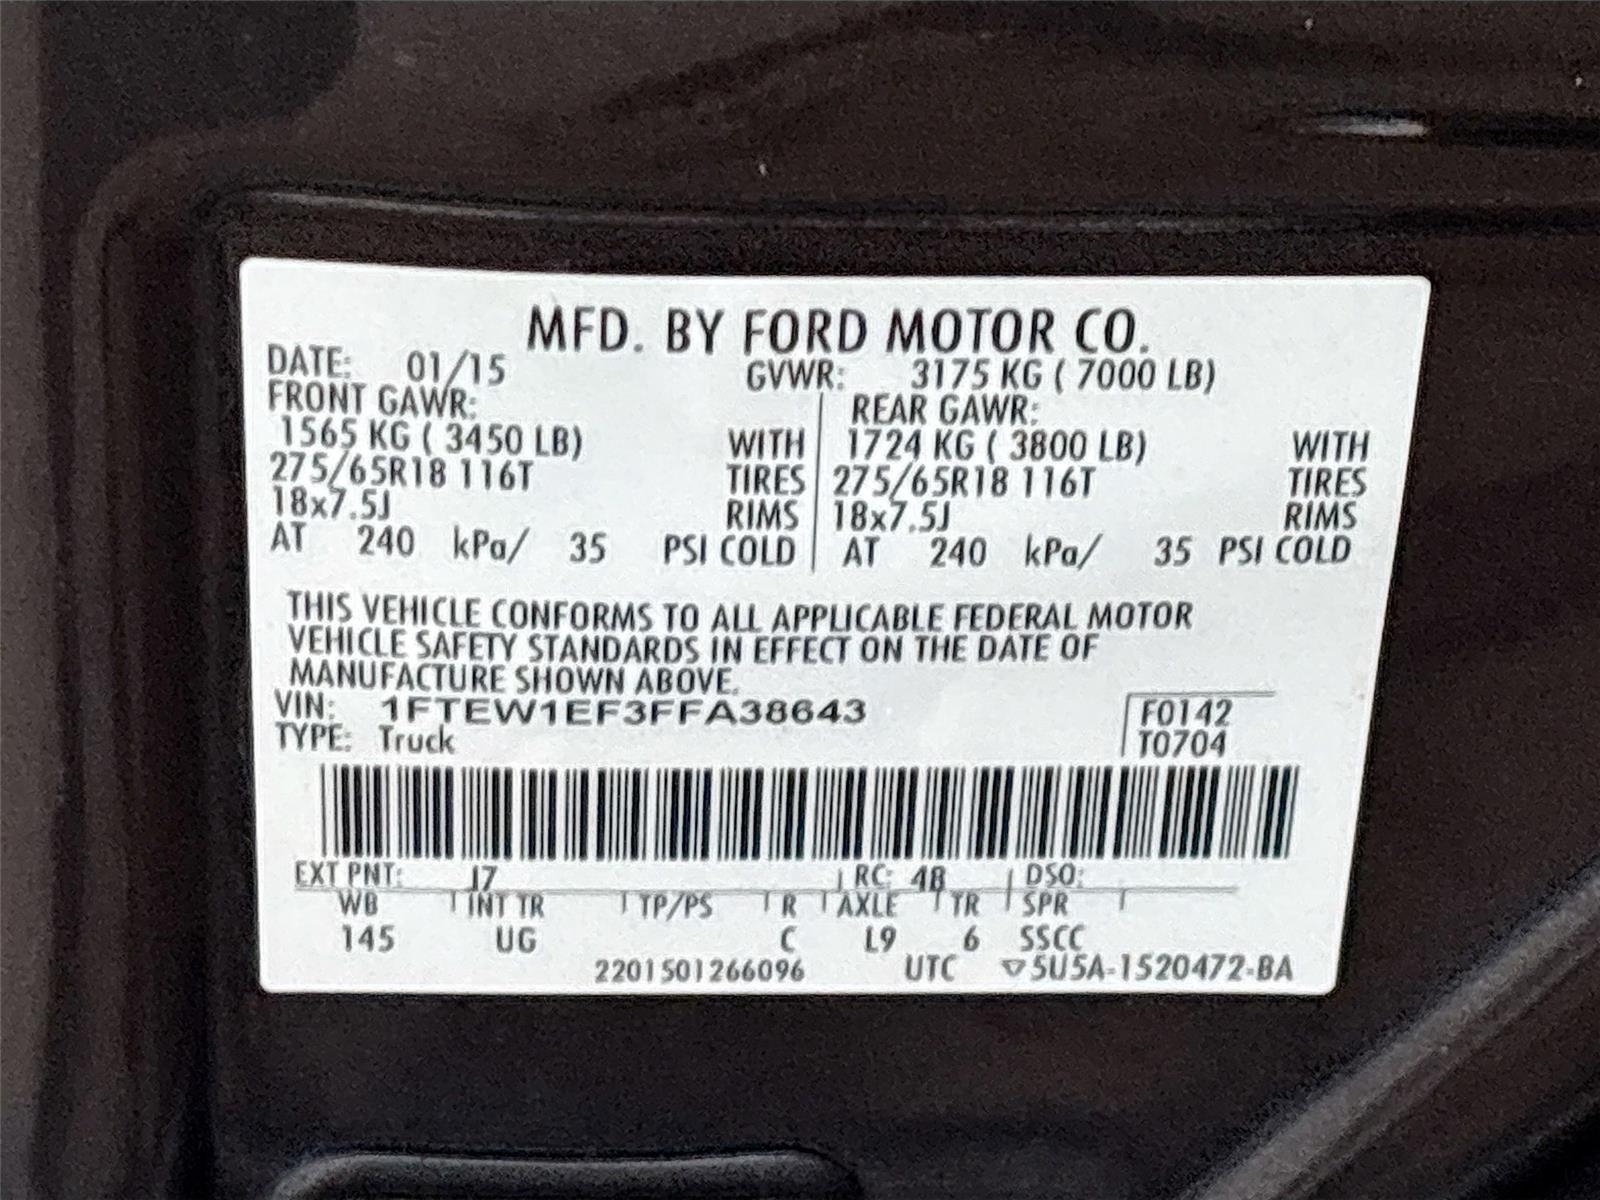 MFD. BY FORD MOTOR CO.
DATE: 01/15 GVWR: 3175 KG ( 7000 LB)
FRONT GAWR: REAR GAWR:
1565 KG ( 3450 LB) WITH 1724 KG ( 3800 LB) WITH
275/65R18 116T TIRES 275/65R18 116T TIRES
18x7.5J RIMS 18x7.5J RIMS
AT 240 kPa/ 35 PSI COLD AT 240 kPa/ 35 PSI COLD
THIS VEHICLE CONFORMS TO ALL APPLICABLE FEDERAL MOTOR
VEHICLE SAFETY STANDARDS IN EFFECT ON THE DATE OF
MANUFACTURE SHOWN ABOVE.
VIN: 1FTEW1EF3FFA38643 F0142
TYPE: Truck T0704
EXT PNT: J7 RC: 48 DSO:
WB INT TR TP/PS R AXLE TR SPR
145 UG C L9 6 SSCC
2201501266096 UTC ▽5U5A-1520472-BA